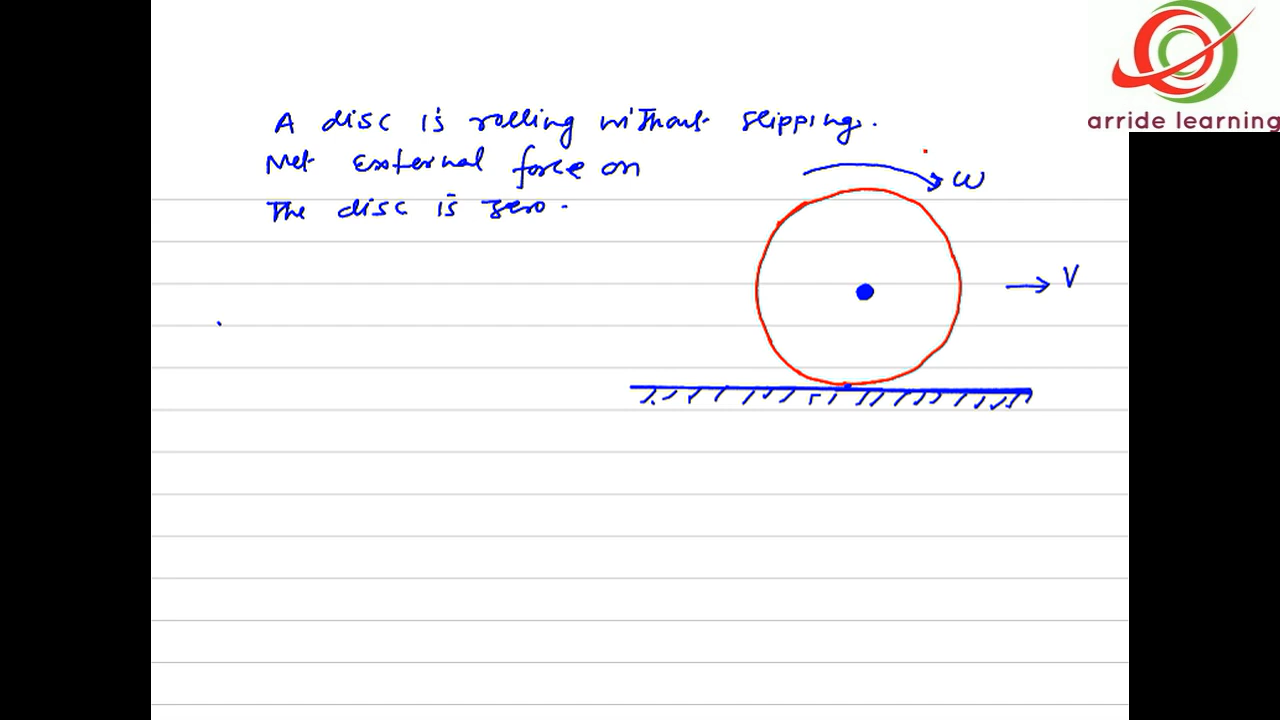 A disc is rolling without slipping.
Net external force on
The disc is zero.
ω
V
arride learning